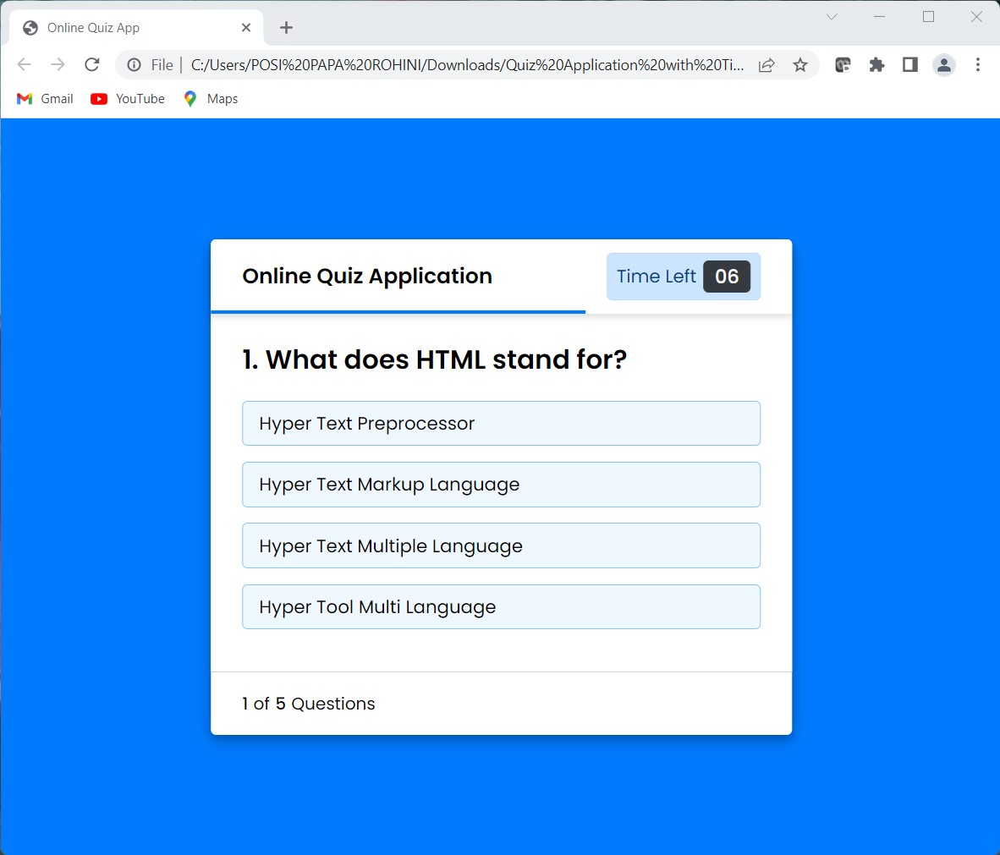 Online Quiz App
File | C:/Users/POSI%20PAPA%20ROHINI/Downloads/Quiz%20Application%20with%20Ti...
Gmail YouTube Maps
Online Quiz Application
Time Left 06
1. What does HTML stand for?
Hyper Text Preprocessor
Hyper Text Markup Language
Hyper Text Multiple Language
Hyper Tool Multi Language
1 of 5 Questions